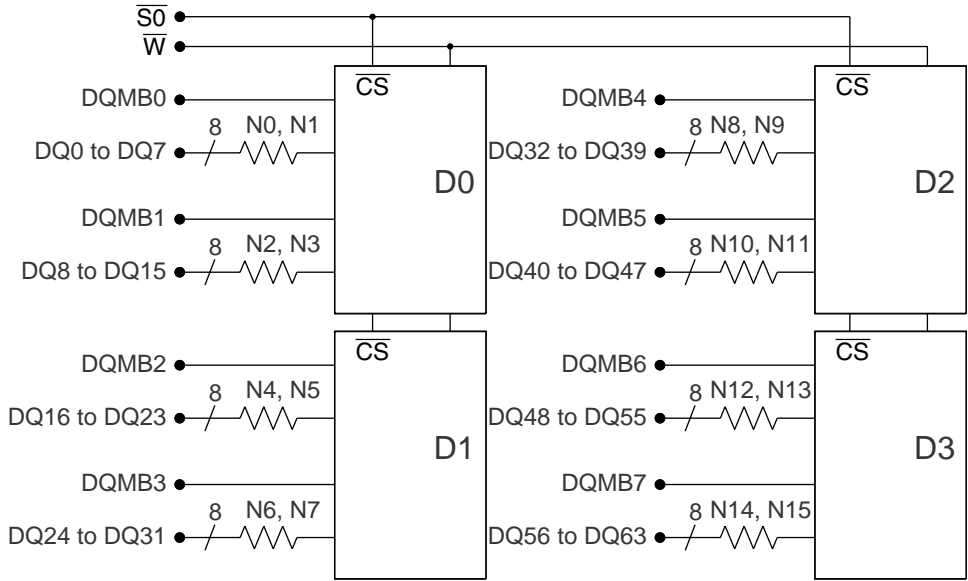 S0
W
CS
DQMB0
8 N0, N1
DQ0 to DQ7
D0
DQMB1
8 N2, N3
DQ8 to DQ15
CS
DQMB4
8 N8, N9
DQ32 to DQ39
D2
DQMB5
8 N10, N11
DQ40 to DQ47
CS
DQMB2
8 N4, N5
DQ16 to DQ23
D1
DQMB3
8 N6, N7
DQ24 to DQ31
CS
DQMB6
8 N12, N13
DQ48 to DQ55
D3
DQMB7
8 N14, N15
DQ56 to DQ63